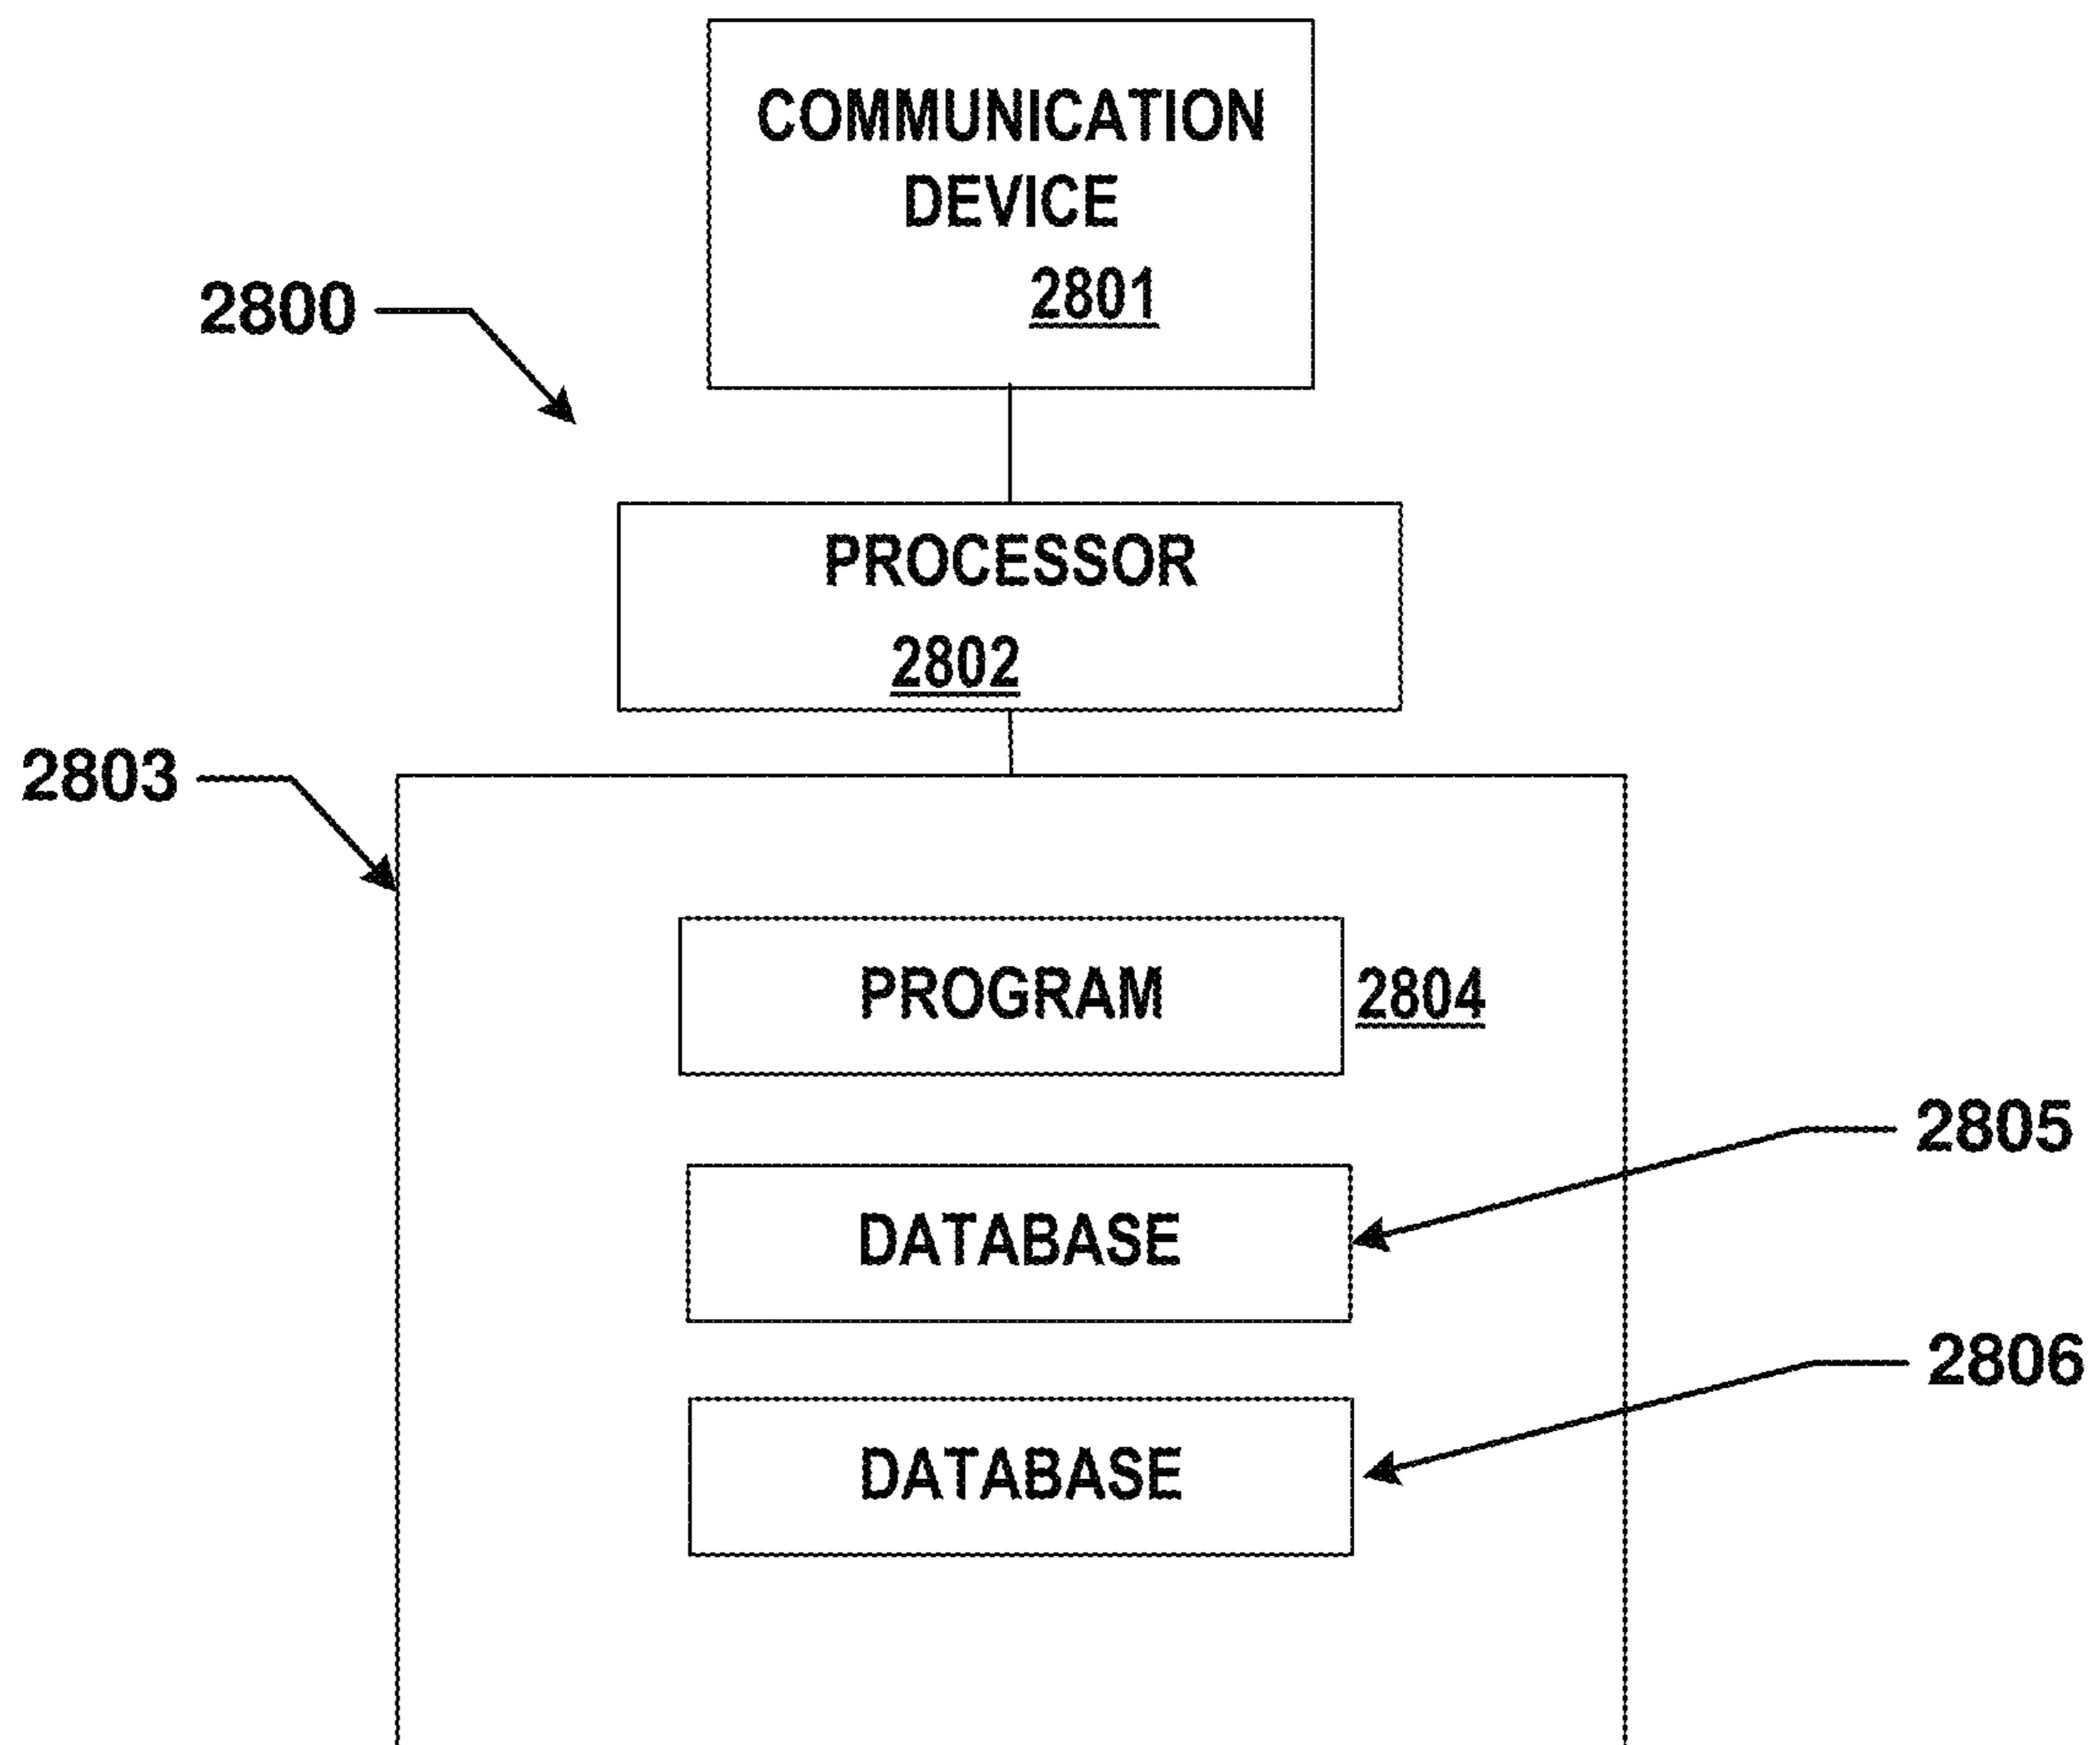 COMMUNICATION
DEVICE
2801
2800
PROCESSOR
2802
2803
PROGRAM 2804
2805
DATABASE
2806
DATABASE